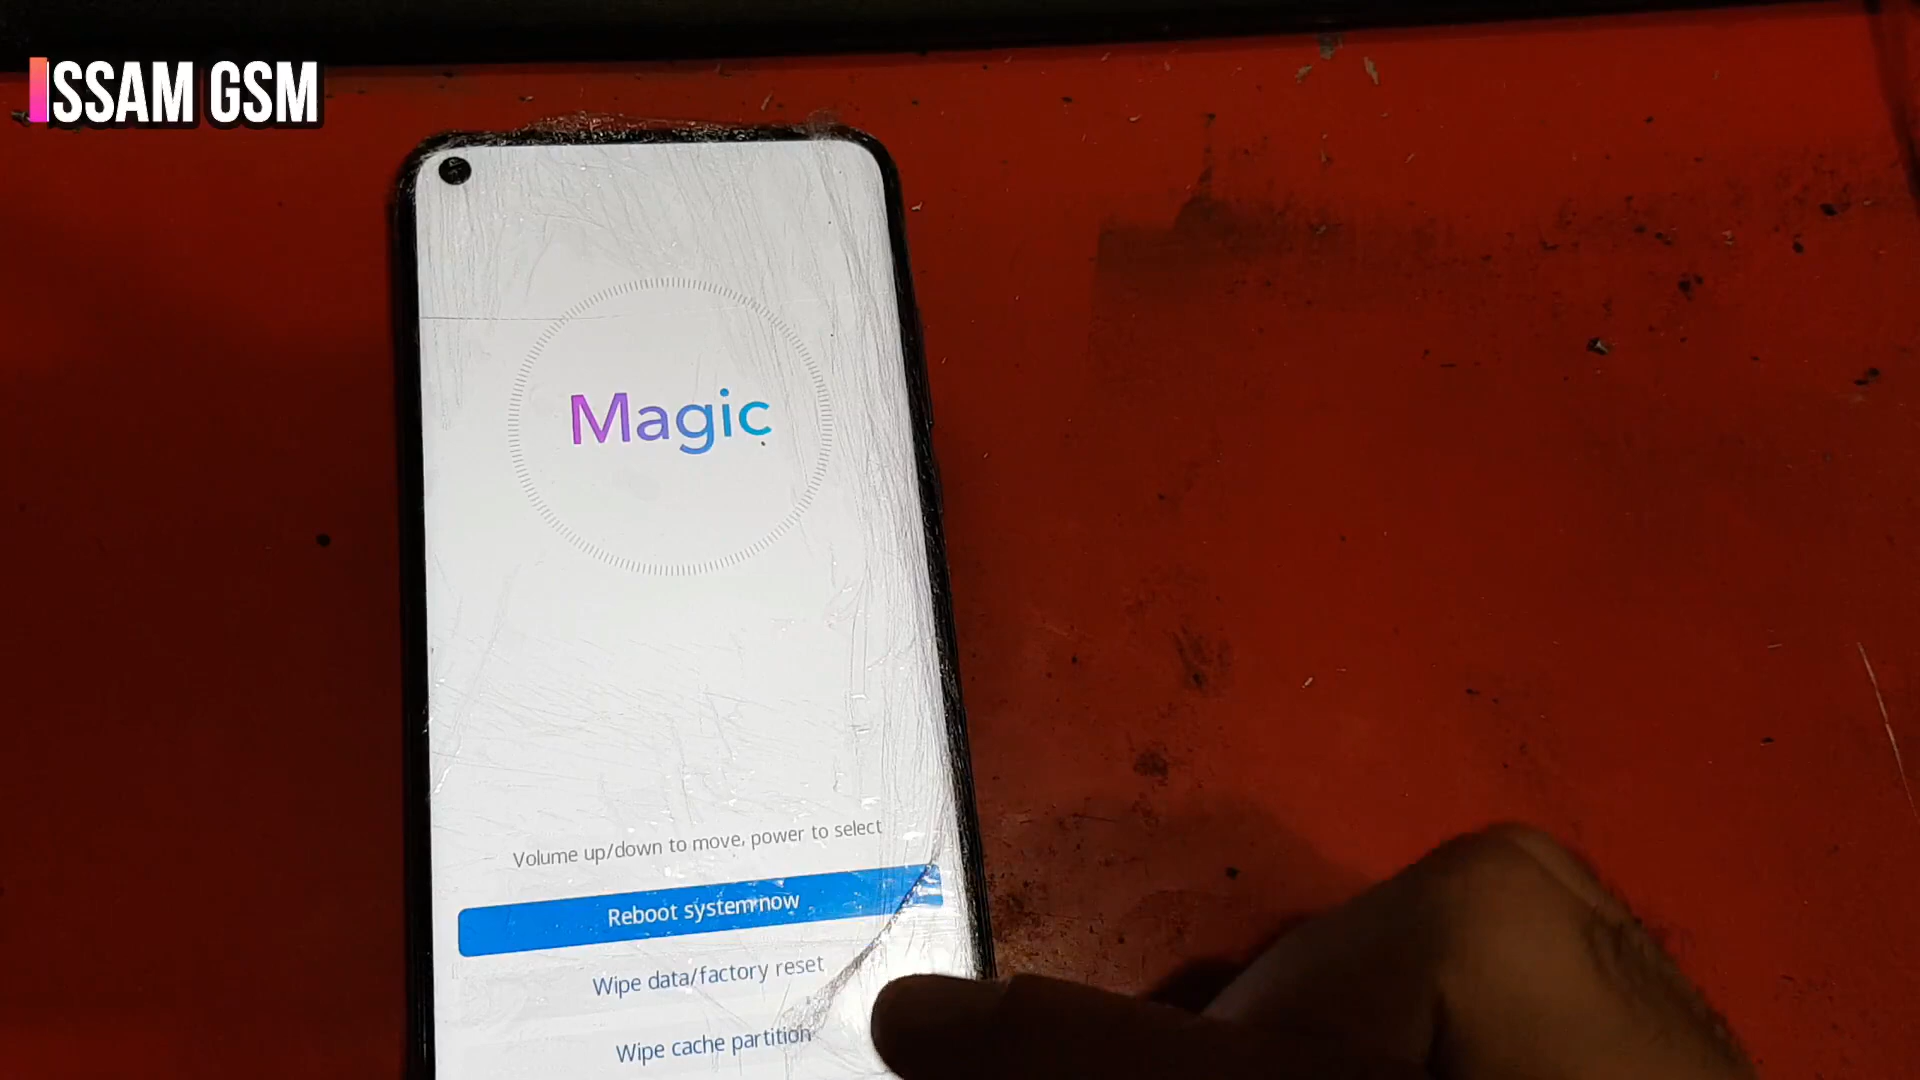 ISSAM GSM
Magic
Volume up/down to move, power to select
Reboot system now
Wipe data/factory reset
Wipe cache partition